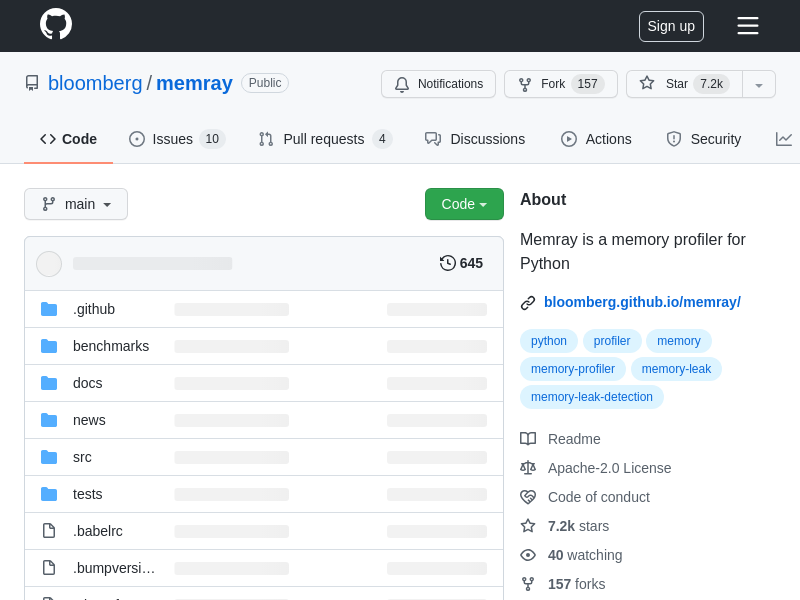 Sign up
bloomberg / memray Public
Notifications
Fork 157
Star 7.2k
Code
Issues 10
Pull requests 4
Discussions
Actions
Security
main
Code
645
.github
benchmarks
docs
news
src
tests
.babelrc
.bumpversi…
About
Memray is a memory profiler for
Python
bloomberg.github.io/memray/
python profiler memory
memory-profiler memory-leak
memory-leak-detection
Readme
Apache-2.0 License
Code of conduct
7.2k stars
40 watching
157 forks